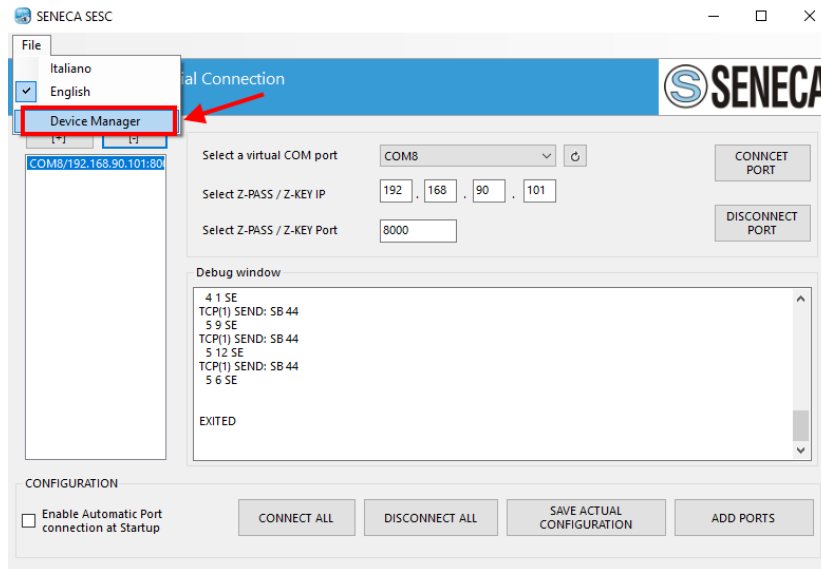 SENECA SESC
File
Italiano
English
Device Manager
ial Connection
SENECA
[+] [-]
COM8/192.168.90.101:800
Select a virtual COM port COM8
CONNCET
PORT
Select Z-PASS / Z-KEY IP 192 . 168 . 90 . 101
Select Z-PASS / Z-KEY Port 8000
DISCONNECT
PORT
Debug window
4 1 SE
TCP(1) SEND: SB 44
5 9 SE
TCP(1) SEND: SB 44
5 12 SE
TCP(1) SEND: SB 44
5 6 SE
EXITED
CONFIGURATION
Enable Automatic Port
connection at Startup
CONNECT ALL
DISCONNECT ALL
SAVE ACTUAL
CONFIGURATION
ADD PORTS